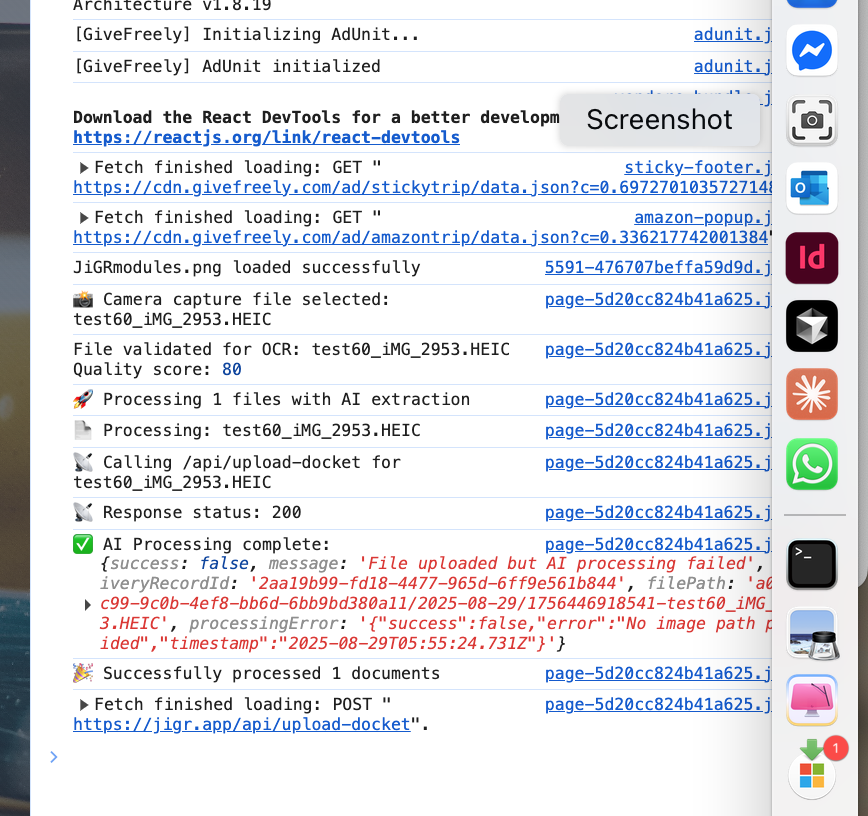 Architecture v1.8.19
[GiveFreely] Initializing AdUnit... adunit.j
[GiveFreely] AdUnit initialized adunit.j
Download the React DevTools for a better developm
https://reactjs.org/link/react-devtools
Screenshot
Fetch finished loading: GET " sticky-footer.j
https://cdn.givefreely.com/ad/stickytrip/data.json?c=0.6972701035727148
Fetch finished loading: GET " amazon-popup.j
https://cdn.givefreely.com/ad/amazontrip/data.json?c=0.336217742001384"
JiGRmodules.png loaded successfully 5591-476707beffa59d9d.j
📸 Camera capture file selected: page-5d20cc824b41a625.j
test60_iMG_2953.HEIC
File validated for OCR: test60_iMG_2953.HEIC page-5d20cc824b41a625.j
Quality score: 80
🚀 Processing 1 files with AI extraction page-5d20cc824b41a625.j
📄 Processing: test60_iMG_2953.HEIC page-5d20cc824b41a625.j
📡 Calling /api/upload-docket for page-5d20cc824b41a625.j
test60_iMG_2953.HEIC
📡 Response status: 200 page-5d20cc824b41a625.j
✅ AI Processing complete: page-5d20cc824b41a625.j
{success: false, message: 'File uploaded but AI processing failed',
iveryRecordId: '2aa19b99-fd18-4477-965d-6ff9e561b844', filePath: 'a0
c99-9c0b-4ef8-bb6d-6bb9bd380a11/2025-08-29/1756446918541-test60_iMG_
3.HEIC', processingError: '{"success":false,"error":"No image path p
ided","timestamp":"2025-08-29T05:55:24.731Z"}'}
🎉 Successfully processed 1 documents page-5d20cc824b41a625.j
Fetch finished loading: POST " page-5d20cc824b41a625.j
https://jigr.app/api/upload-docket".
Id
>_
1